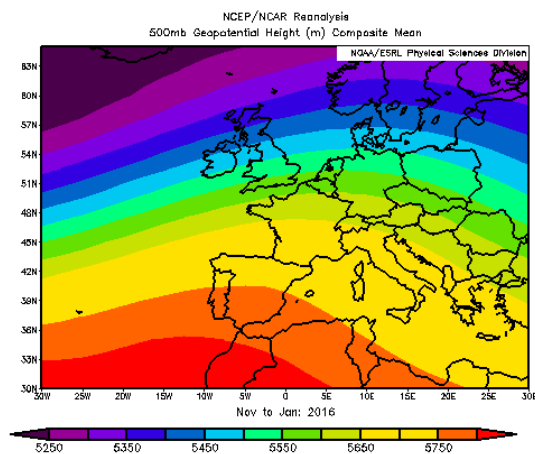 NCEP/NCAR Reanalysis
500mb Geopotential Height (m) Composite Mean
NOAA/ESRL Physical Sciences Division
63N
60N
57N
54N
51N
48N
45N
42N
39N
36N
33N
30N
30W 25W 20W 15W 10W 5W 0 5E 10E 15E 20E 25E 30E
Nov to Jan: 2016
5250 5350 5450 5550 5650 5750